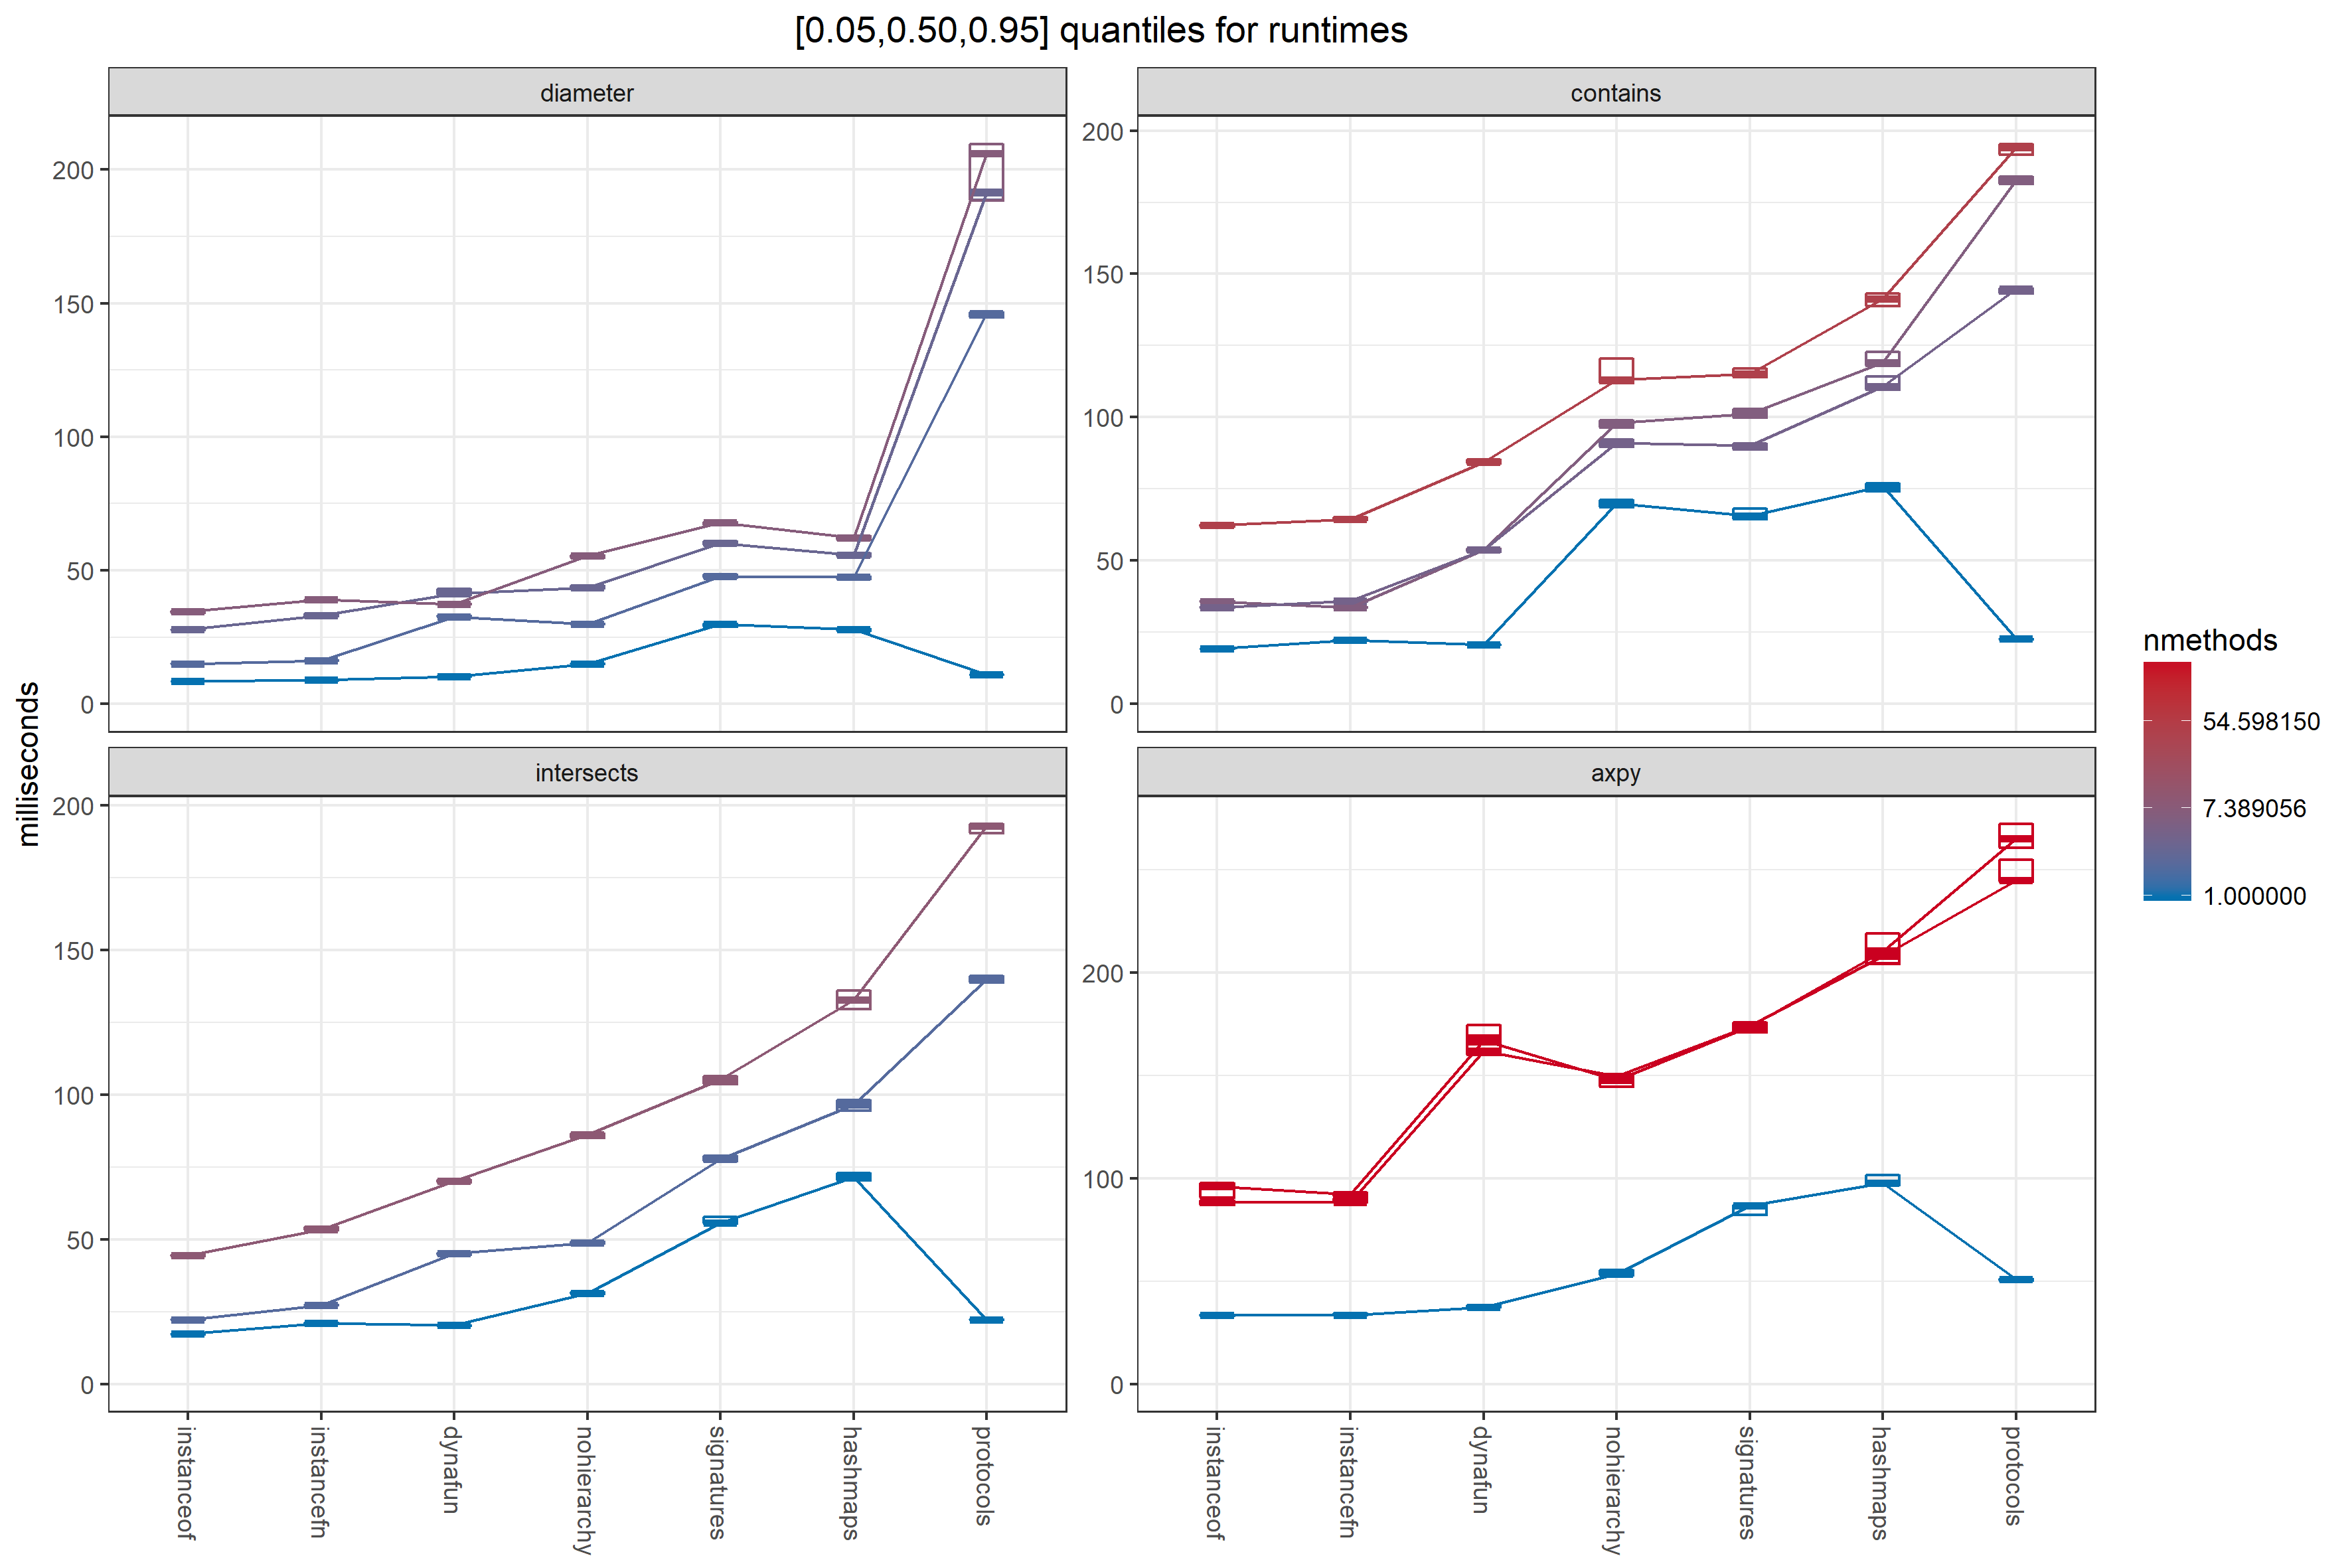 [0.05,0.50,0.95] quantiles for runtimes
diameter
contains
200
150
100
50
0
200
150
100
50
0
milliseconds
intersects
axpy
200
150
100
50
0
200
100
0
instanceof
instancefn
dynafun
nohierarchy
signatures
hashmaps
protocols
instanceof
instancefn
dynafun
nohierarchy
signatures
hashmaps
protocols
nmethods
54.598150
7.389056
1.000000